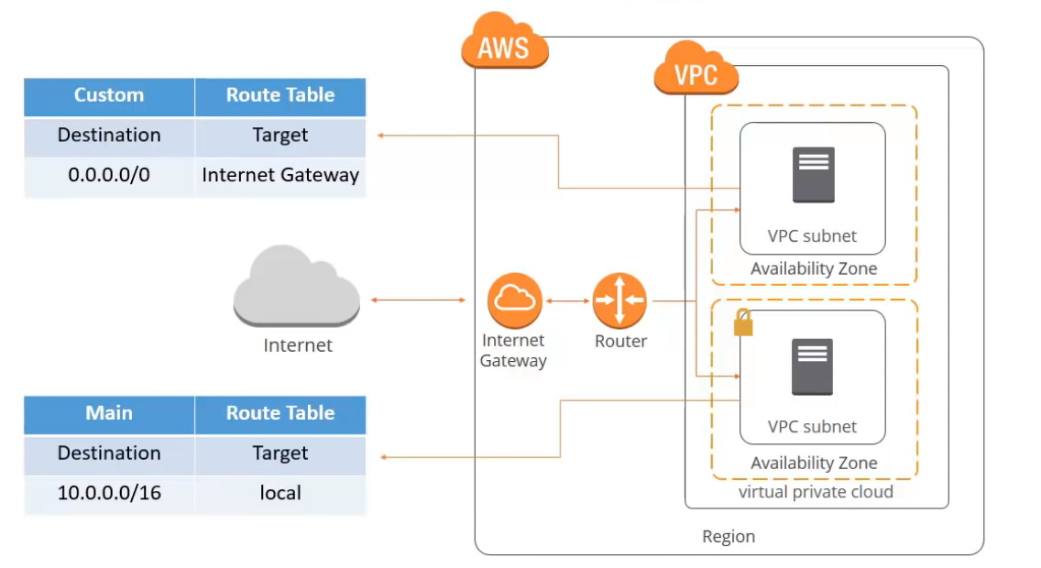 AWS
VPC
Custom Route Table
Destination Target
0.0.0.0/0 Internet Gateway
VPC subnet
Availability Zone
Internet
Internet
Gateway
Router
Main Route Table
Destination Target
10.0.0.0/16 local
VPC subnet
Availability Zone
virtual private cloud
Region